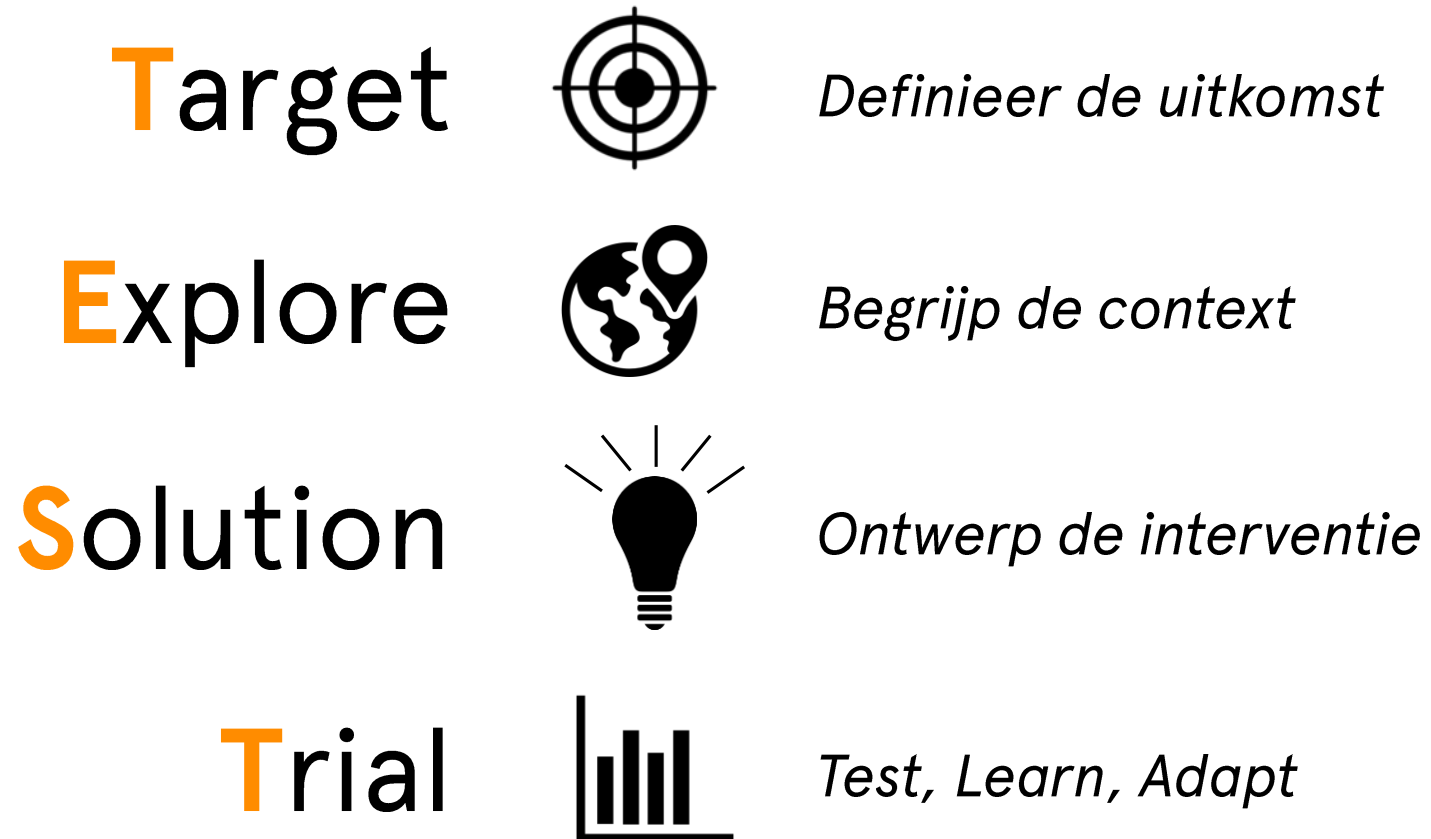 Target
Definieer de uitkomst
Explore
Begrijp de context
Solution
Ontwerp de interventie
Trial
Test, Learn, Adapt